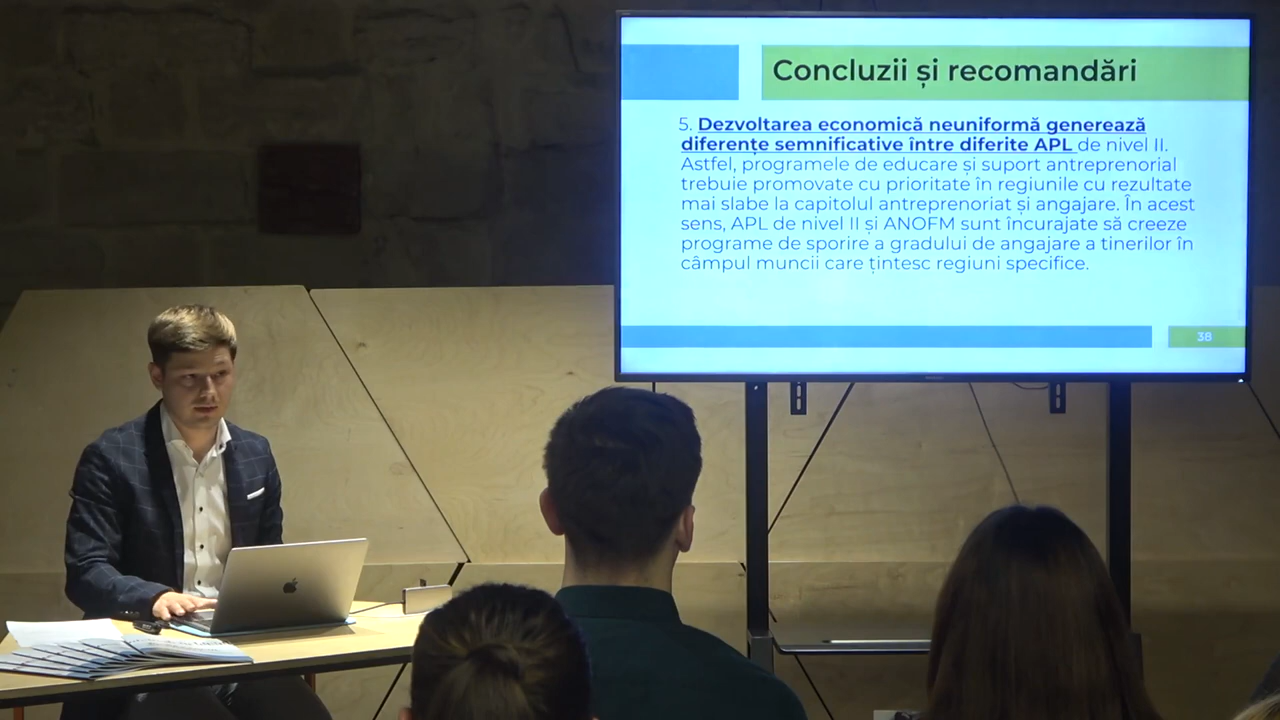 Concluzii și recomandări
5. Dezvoltarea economică neuniformă generează
diferențe semnificative între diferite APL de nivel II.
Astfel, programele de educare și suport antreprenorial
trebuie promovate cu prioritate în regiunile cu rezultate
mai slabe la capitolul antreprenoriat și angajare. În acest
sens, APL de nivel II și ANOFM sunt încurajate să creeze
programe de sporire a gradului de angajare a tinerilor în
câmpul muncii care țintesc regiuni specifice.
38